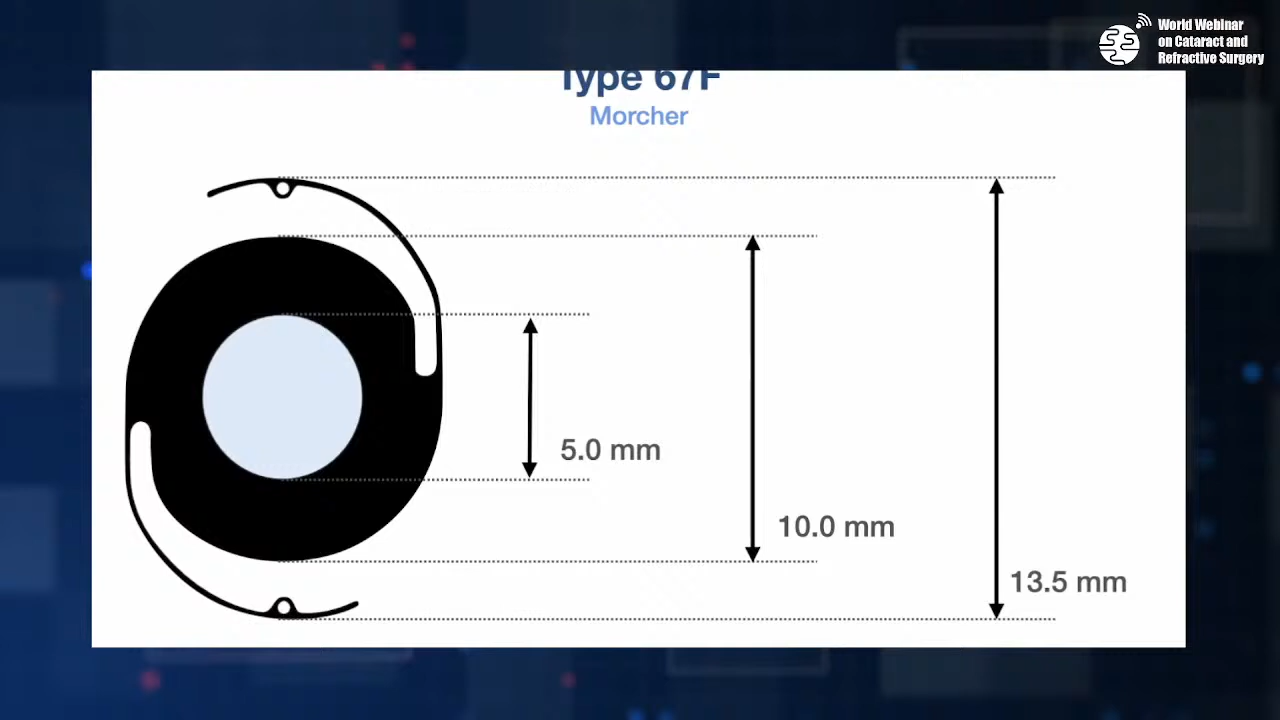 World Webinar
on Cataract and
Refractive Surgery
Type 67F
Morcher
5.0 mm
10.0 mm
13.5 mm